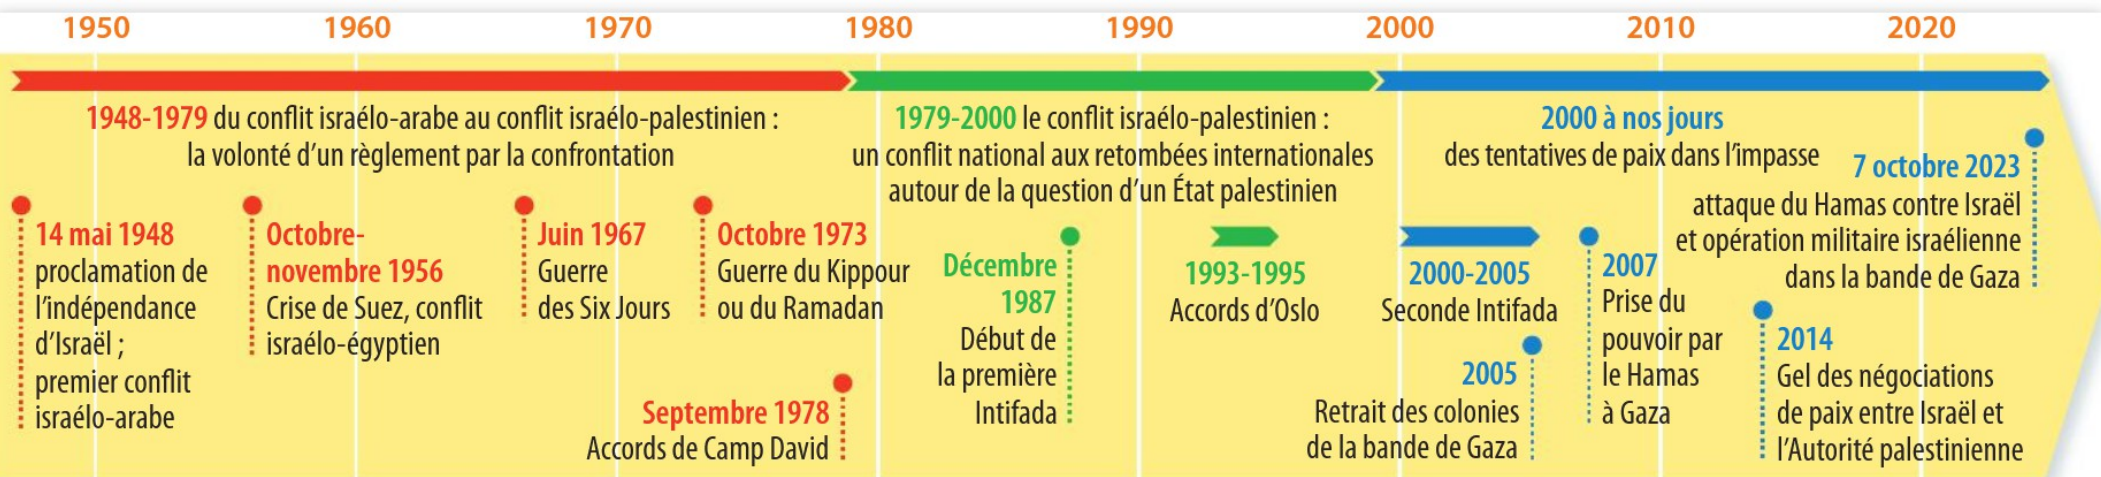 1950 1960 1970 1980 1990 2000 2010 2020
1948-1979 du conflit israélo-arabe au conflit israélo-palestinien :
la volonté d'un règlement par la confrontation
14 mai 1948
proclamation de
l'indépendance
d'Israël ;
premier conflit
israélo-arabe
Octobre-
novembre 1956
Crise de Suez, conflit
israélo-égyptien
Juin 1967
Guerre
des Six Jours
Octobre 1973
Guerre du Kippour
ou du Ramadan
Septembre 1978
Accords de Camp David
1979-2000 le conflit israélo-palestinien :
un conflit national aux retombées internationales
autour de la question d'un État palestinien
Décembre
1987
Début de
la première
Intifada
1993-1995
Accords d'Oslo
2000 à nos jours
des tentatives de paix dans l'impasse
2000-2005
Seconde Intifada
2005
Retrait des colonies
de la bande de Gaza
2007
Prise du
pouvoir par
le Hamas
à Gaza
2014
Gel des négociations
de paix entre Israël et
l'Autorité palestinienne
7 octobre 2023
attaque du Hamas contre Israël
et opération militaire israélienne
dans la bande de Gaza